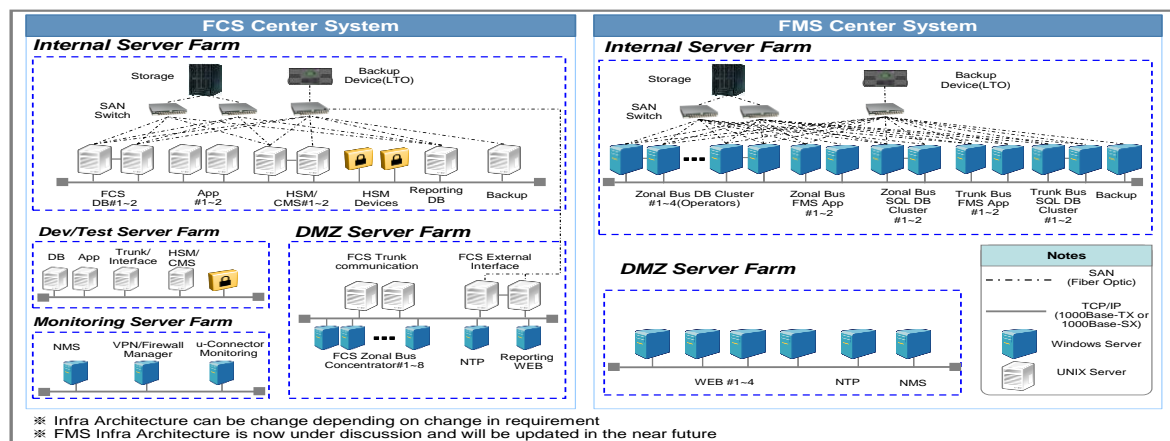 FCS Center System
Internal Server Farm
Storage
Backup
Device(LTO)
SAN
Switch
FCS
DB#1~2
App
#1~2
HSM/
CMS#1~2
HSM
Devices
Reporting
DB
Backup
Dev/Test Server Farm
DB
App
Trunk/
Interface
HSM/
CMS
Monitoring Server Farm
NMS
VPN/Firewall
Manager
u-Connector
Monitoring
DMZ Server Farm
FCS Trunk
communication
FCS External
Interface
FCS Zonal Bus
Concentrator#1~8
NTP
Reporting
WEB
FMS Center System
Internal Server Farm
Storage
Backup
Device(LTO)
SAN
Switch
Zonal Bus DB Cluster
#1~4(Operators)
Zonal Bus
FMS App
#1~2
Zonal Bus
SQL DB
Cluster
#1~2
Trunk Bus
FMS App
#1~2
Trunk Bus
SQL DB
Cluster
#1~2
Backup
DMZ Server Farm
WEB #1~4
NTP
NMS
Notes
SAN
(Fiber Optic)
TCP/IP
(1000Base-TX or
1000Base-SX)
Windows Server
UNIX Server
※ Infra Architecture can be change depending on change in requirement
※ FMS Infra Architecture is now under discussion and will be updated in the near future